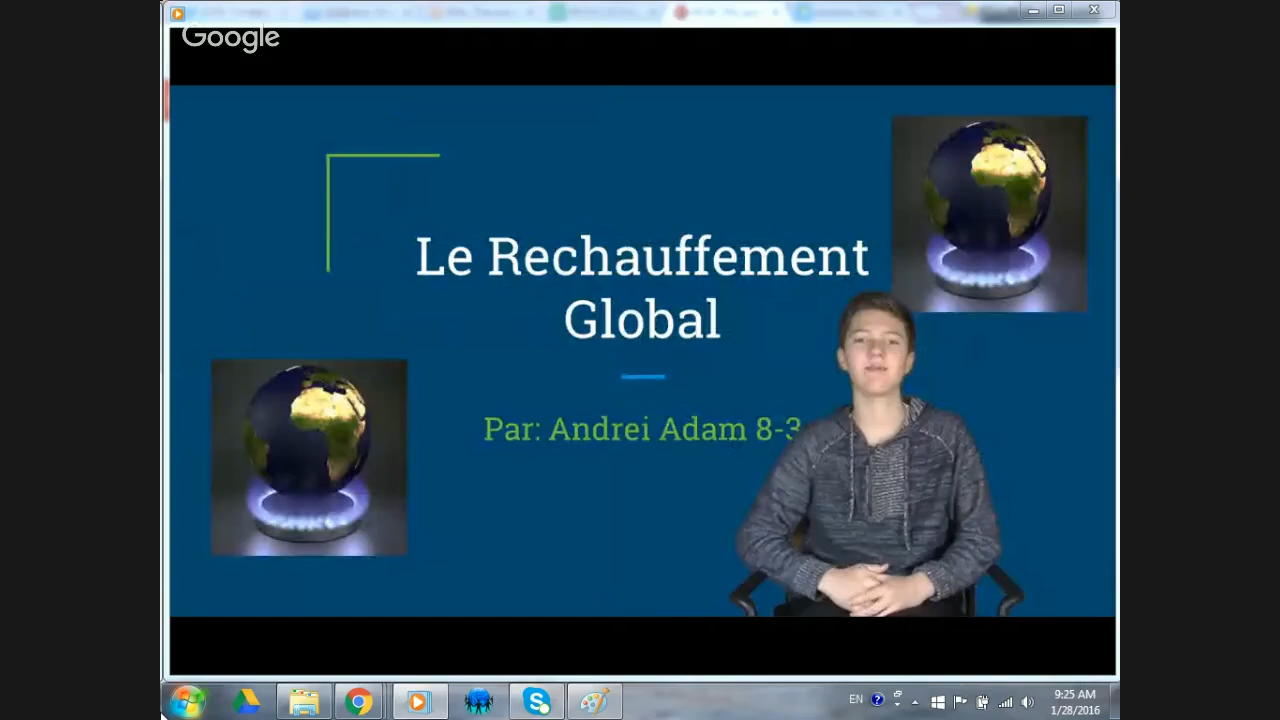 Google
Le Rechauffement
Global
Par: Andrei Adam 8-3
EN
9:25 AM
1/28/2016